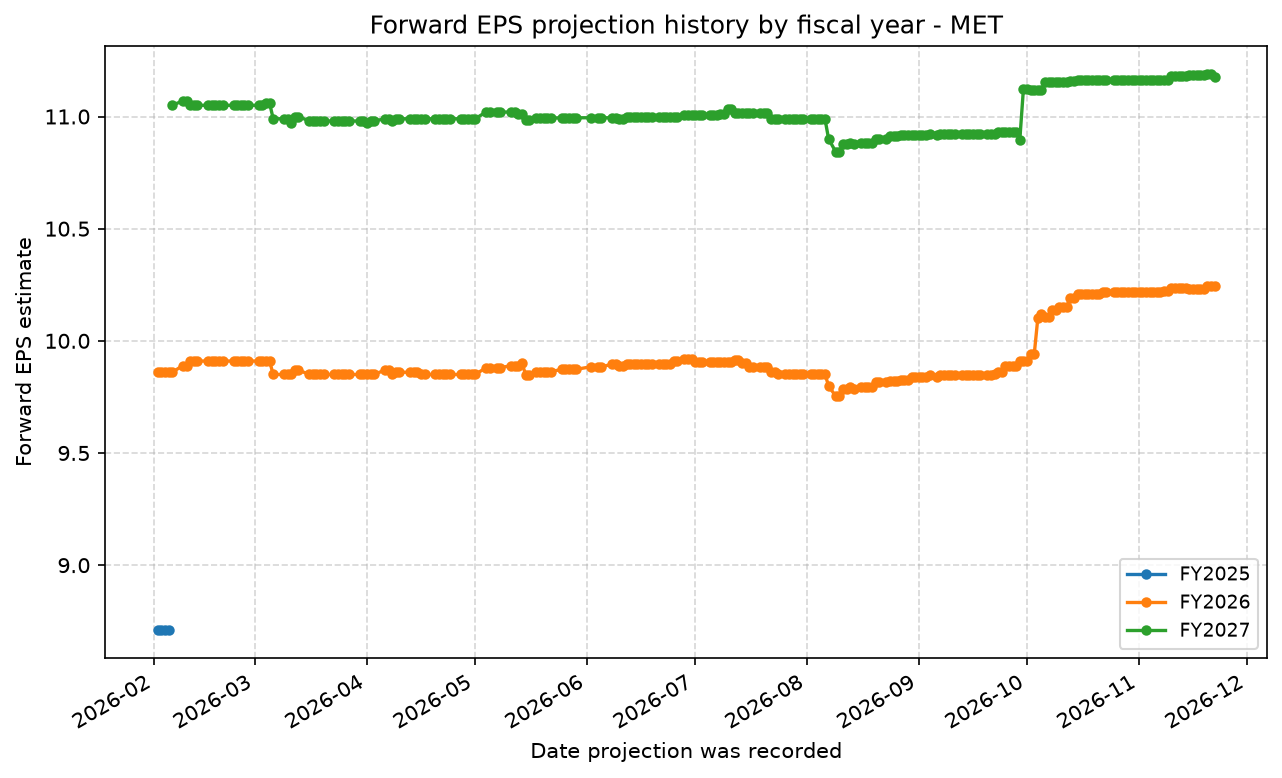 Forward EPS projection history by fiscal year - MET
Forward EPS estimate
11.0
10.5
10.0
9.5
9.0
2026-02
2026-03
2026-04
2026-05
2026-06
2026-07
2026-08
2026-09
2026-10
2026-11
2026-12
Date projection was recorded
FY2025
FY2026
FY2027